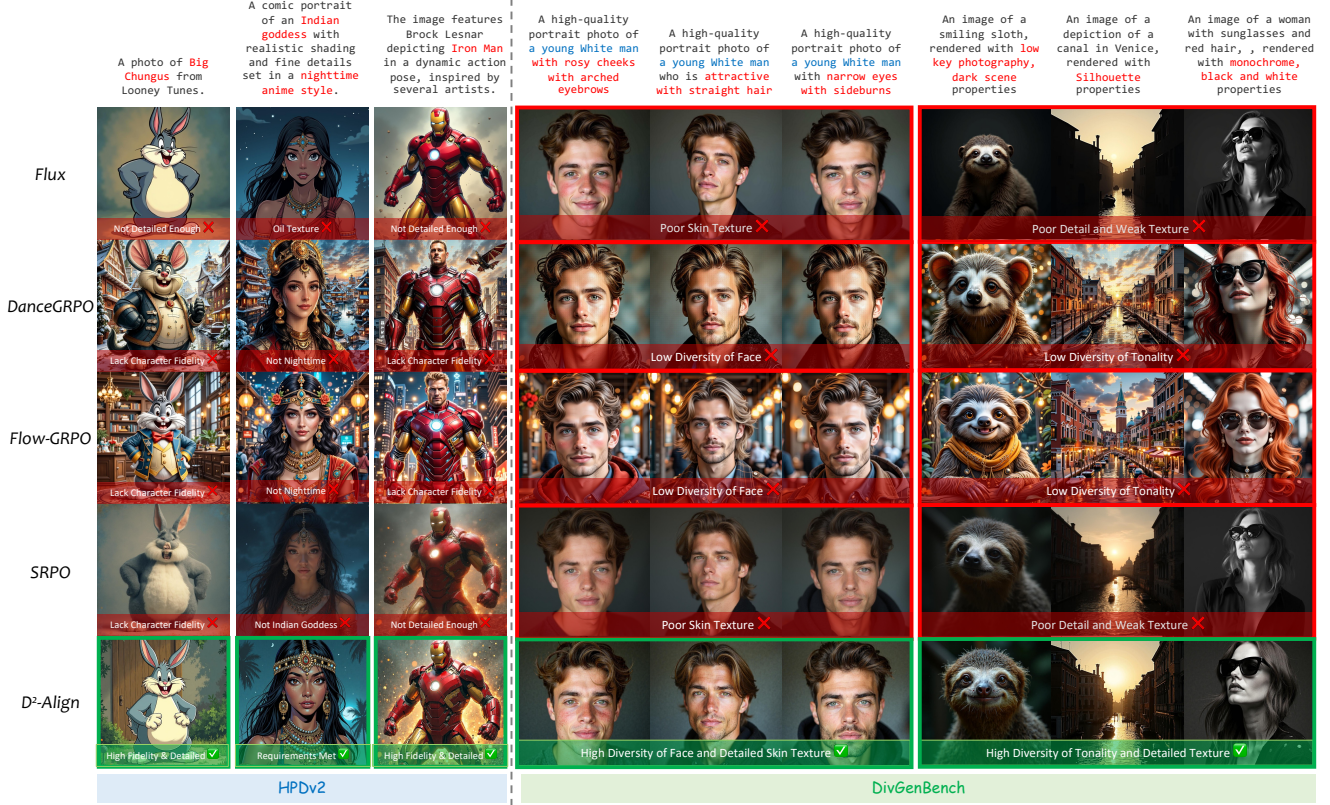 A photo of Big
Chungus from
Looney Tunes.
A comic portrait
of an Indian
goddess with
realistic shading
and fine details
set in a nighttime
anime style.
The image features
Brock Lesnar
depicting Iron Man
in a dynamic action
pose, inspired by
several artists.
A high-quality
portrait photo of
a young White man
with rosy cheeks
with arched
eyebrows
A high-quality
portrait photo of
a young White man
who is attractive
with straight hair
A high-quality
portrait photo of
a young White man
with narrow eyes
with sideburns
An image of a
smiling sloth,
rendered with low
key photography,
dark scene
properties
An image of a
depiction of a
canal in Venice,
rendered with
Silhouette
properties
An image of a woman
with sunglasses and
red hair, , rendered
with monochrome,
black and white
properties
Flux
Not Detailed Enough ❌
Oil Texture ❌
Not Detailed Enough ❌
Poor Skin Texture ❌
Poor Detail and Weak Texture ❌
DanceGRPO
Lack Character Fidelity ❌
Not Nighttime ❌
Lack Character Fidelity ❌
Low Diversity of Face ❌
Low Diversity of Tonality ❌
Flow-GRPO
Lack Character Fidelity ❌
Not Nighttime ❌
Lack Character Fidelity ❌
Low Diversity of Face ❌
Low Diversity of Tonality ❌
SRPO
Lack Character Fidelity ❌
Not Indian Goddess ❌
Not Detailed Enough ❌
Poor Skin Texture ❌
Poor Detail and Weak Texture ❌
D²-Align
High Fidelity & Detailed ✅
Requirements Met ✅
High Fidelity & Detailed ✅
High Diversity of Face and Detailed Skin Texture ✅
High Diversity of Tonality and Detailed Texture ✅
HPDv2
DivGenBench